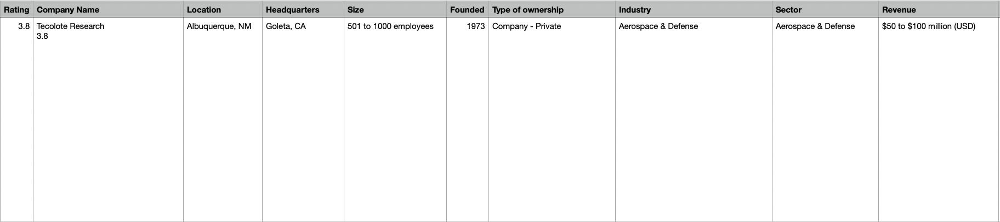 Rating Company Name Location Headquarters Size Founded Type of ownership Industry Sector Revenue
3.8 Tecolote Research Albuquerque, NM Goleta, CA 501 to 1000 employees 1973 Company - Private Aerospace & Defense Aerospace & Defense $50 to $100 million (USD)
3.8